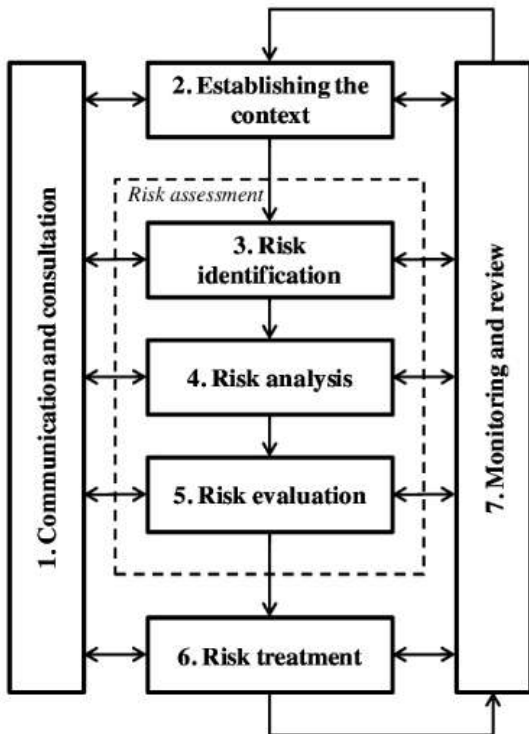 1. Communication and consultation
2. Establishing the
context
Risk assessment
3. Risk
identification
4. Risk analysis
5. Risk evaluation
6. Risk treatment
7. Monitoring and review